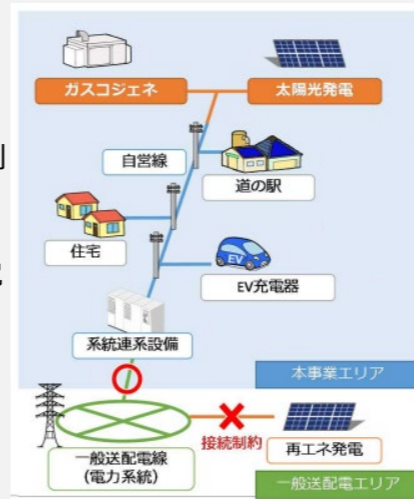 ガスコジェネ
太陽光発電
自営線
道の駅
住宅
EV
EV充電器
系統連系設備
本事業エリア
接続制約
一般送配電線
(電力系統)
再エネ発電
一般送配電エリア